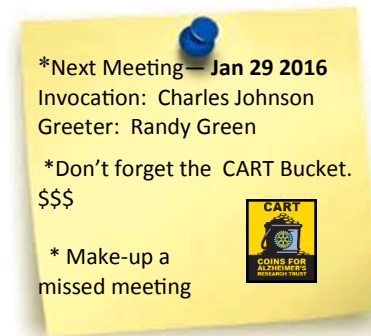 *Next Meeting— Jan 29 2016
Invocation: Charles Johnson
Greeter: Randy Green
*Don’t forget the CART Bucket.
$$$
* Make-up a
missed meeting
CART
COINS FOR
ALZHEIMER'S
RESEARCH TRUST